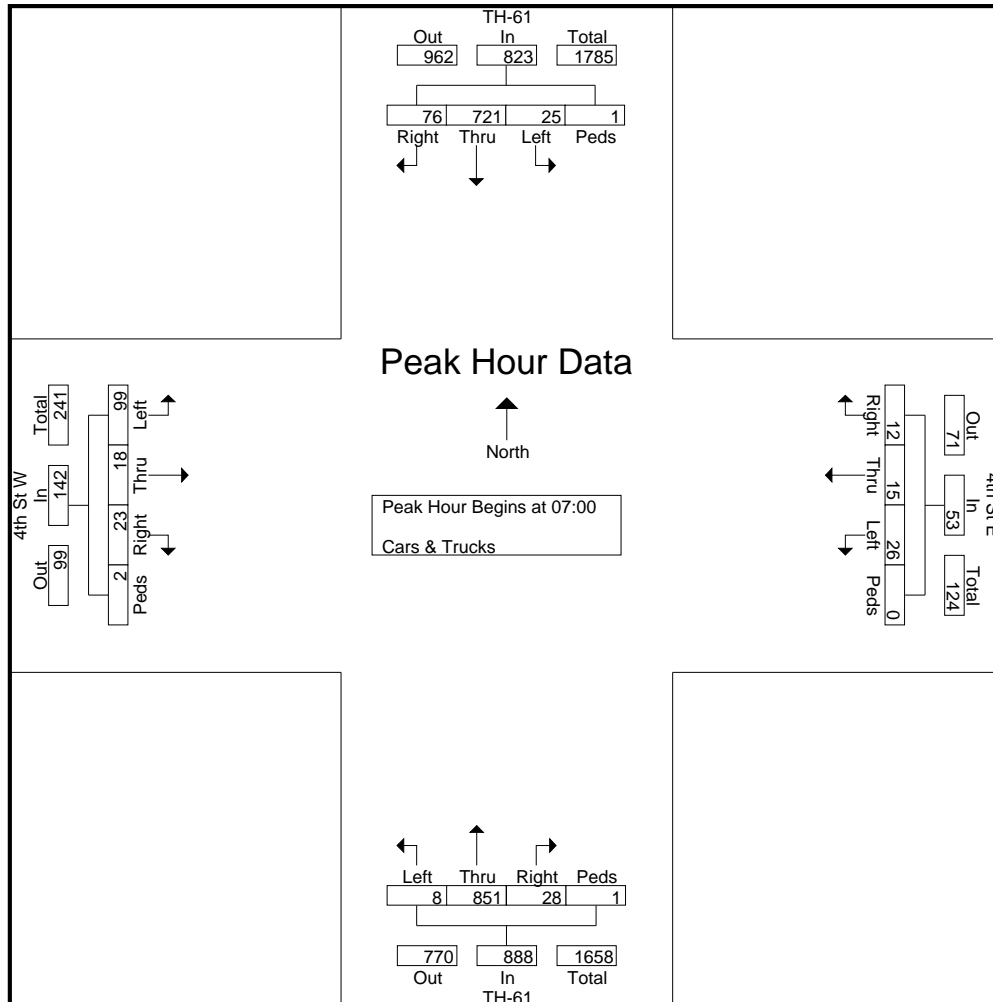 TH-61
Out In Total
962 823 1785
76 721 25 1
Right Thru Left Peds
Peak Hour Data
North
Peak Hour Begins at 07:00
Cars & Trucks
4th St W
Total In Out
241 142 99
99 18 23 2
Left Thru Right Peds
Right Thru Left Peds
12 15 26 0
Out In Total
71 53 124
4th St E
Left Thru Right Peds
8 851 28 1
770 888 1658
Out In Total
TH-61